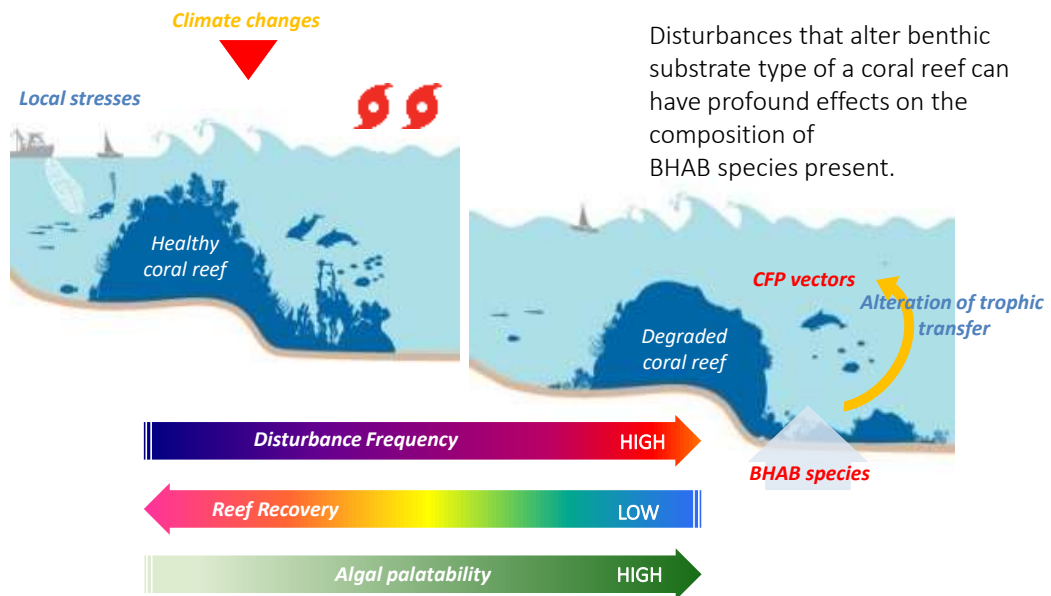 Climate changes
Local stresses
Disturbances that alter benthic
substrate type of a coral reef can
have profound effects on the
composition of
BHAB species present.
Healthy
coral reef
CFP vectors
Alteration of trophic
transfer
Degraded
coral reef
Disturbance Frequency HIGH
BHAB species
Reef Recovery LOW
Algal palatability HIGH